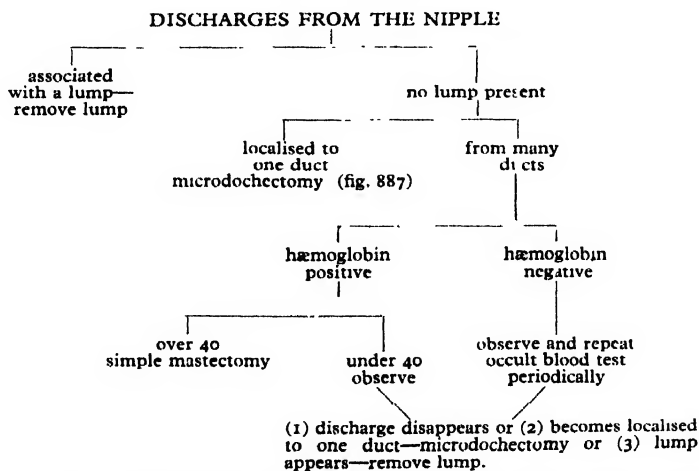 DISCHARGES FROM THE NIPPLE
associated
with a lump—
remove lump
no lump present
localised to
one duct
microdochectomy (fig. 887)
from many
ducts
hæmoglobin
positive
hæmoglobin
negative
over 40
simple mastectomy
under 40
observe
observe and repeat
occult blood test
periodically
(1) discharge disappears or (2) becomes localised
to one duct—microdochectomy or (3) lump
appears—remove lump.